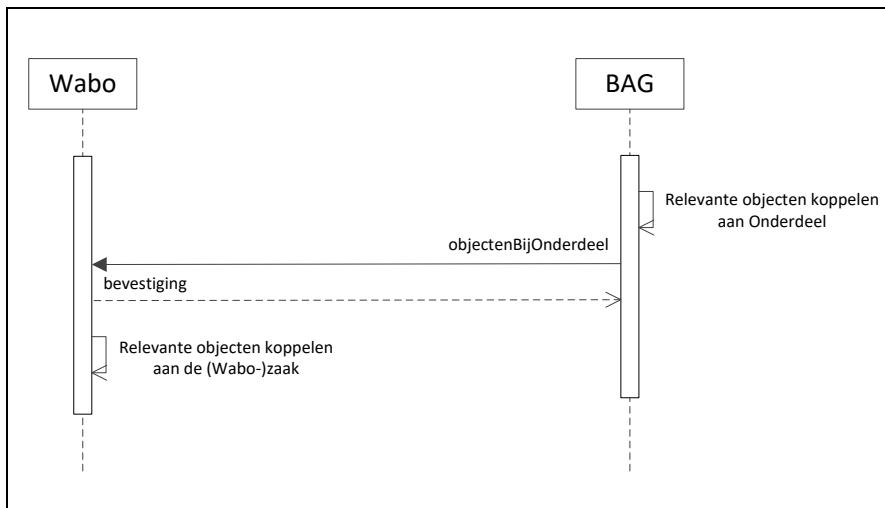 Wabo
BAG
Relevante objecten koppelen
aan Onderdeel
objectenBijOnderdeel
bevestiging
Relevante objecten koppelen
aan de (Wabo-)zaak